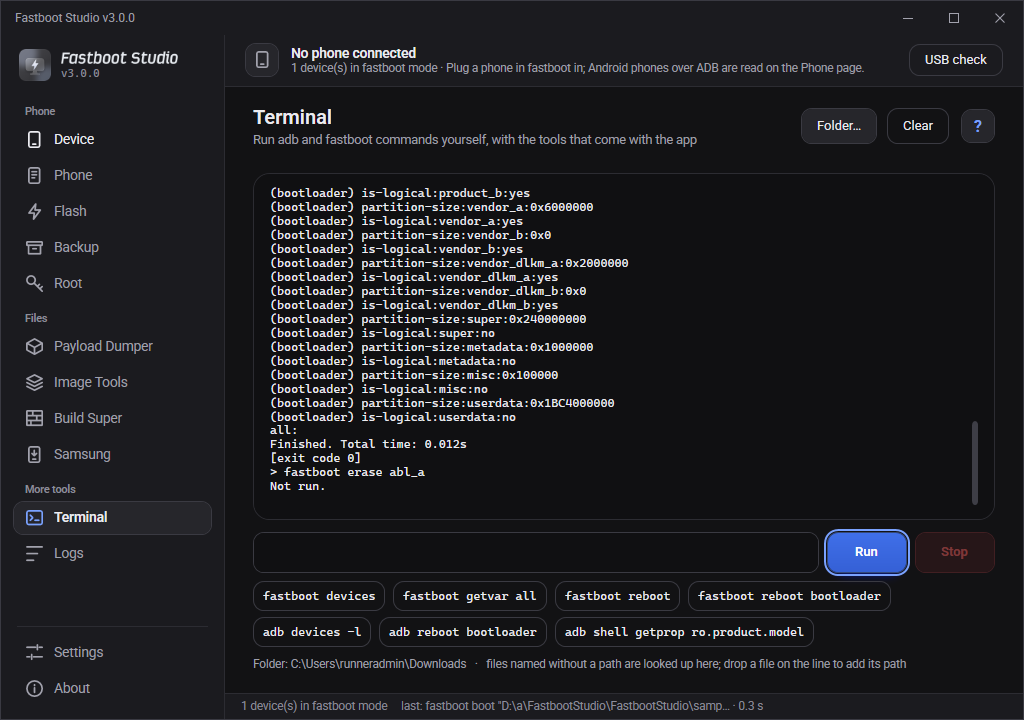 Fastboot Studio v3.0.0
Fastboot Studio
v3.0.0
No phone connected
1 device(s) in fastboot mode · Plug a phone in fastboot in; Android phones over ADB are read on the Phone page.
USB check
Phone
Device
Phone
Flash
Backup
Root
Files
Payload Dumper
Image Tools
Build Super
Samsung
More tools
Terminal
Logs
Settings
About
Terminal
Run adb and fastboot commands yourself, with the tools that come with the app
Folder...
Clear
?
(bootloader) is-logical:product_b:yes
(bootloader) partition-size:vendor_a:0x6000000
(bootloader) is-logical:vendor_a:yes
(bootloader) partition-size:vendor_b:0x0
(bootloader) is-logical:vendor_b:yes
(bootloader) partition-size:vendor_dlkm_a:0x2000000
(bootloader) is-logical:vendor_dlkm_a:yes
(bootloader) partition-size:vendor_dlkm_b:0x0
(bootloader) is-logical:vendor_dlkm_b:yes
(bootloader) partition-size:super:0x240000000
(bootloader) is-logical:super:no
(bootloader) partition-size:metadata:0x1000000
(bootloader) is-logical:metadata:no
(bootloader) partition-size:misc:0x100000
(bootloader) is-logical:misc:no
(bootloader) partition-size:userdata:0x1BC4000000
(bootloader) is-logical:userdata:no
all:
Finished. Total time: 0.012s
[exit code 0]
> fastboot erase abl_a
Not run.
Run
Stop
fastboot devices
fastboot getvar all
fastboot reboot
fastboot reboot bootloader
adb devices -l
adb reboot bootloader
adb shell getprop ro.product.model
Folder: C:\Users\runneradmin\Downloads · files named without a path are looked up here; drop a file on the line to add its path
1 device(s) in fastboot mode last: fastboot boot "D:\a\FastbootStudio\FastbootStudio\samp... · 0.3 s